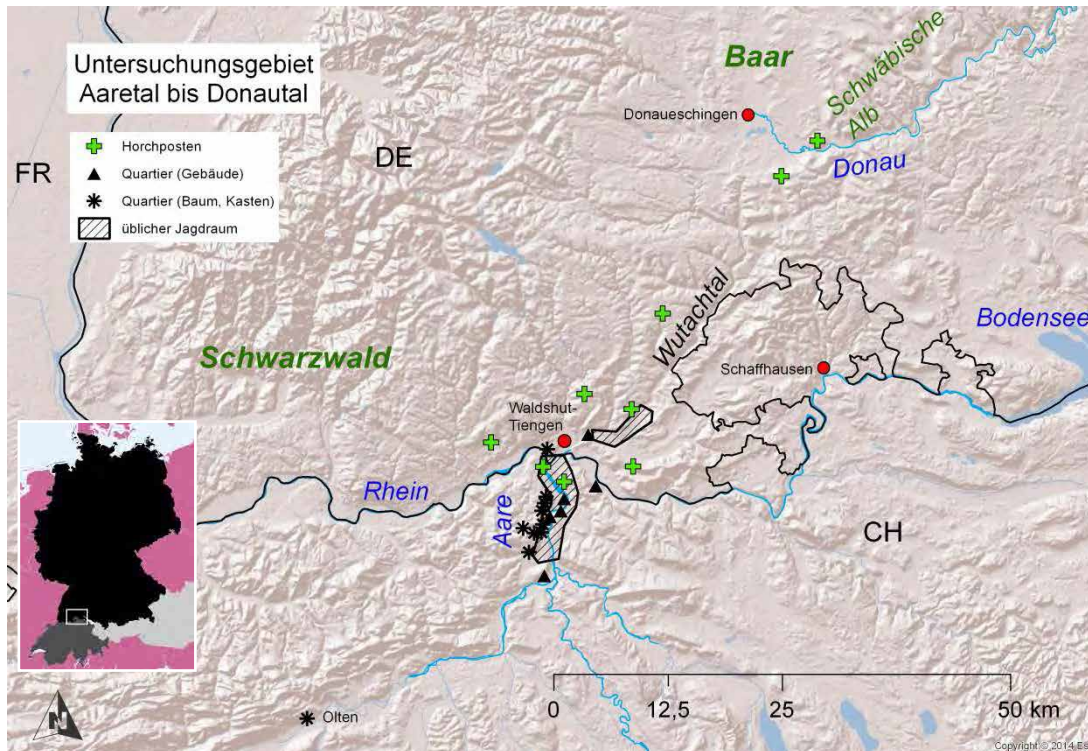 Untersuchungsgebiet
Aaretal bis Donautal
Horchposten
Quartier (Gebäude)
Quartier (Baum, Kasten)
üblicher Jagdraum
FR
DE
Baar
Schwäbische
Alb
Donaueschingen
Donau
Wutachtal
Bodensee
Schwarzwald
Schaffhausen
Waldshut-
Tiengen
Rhein
Aare
CH
N
Olten
0 12,5 25 50 km
Copyright © 2014